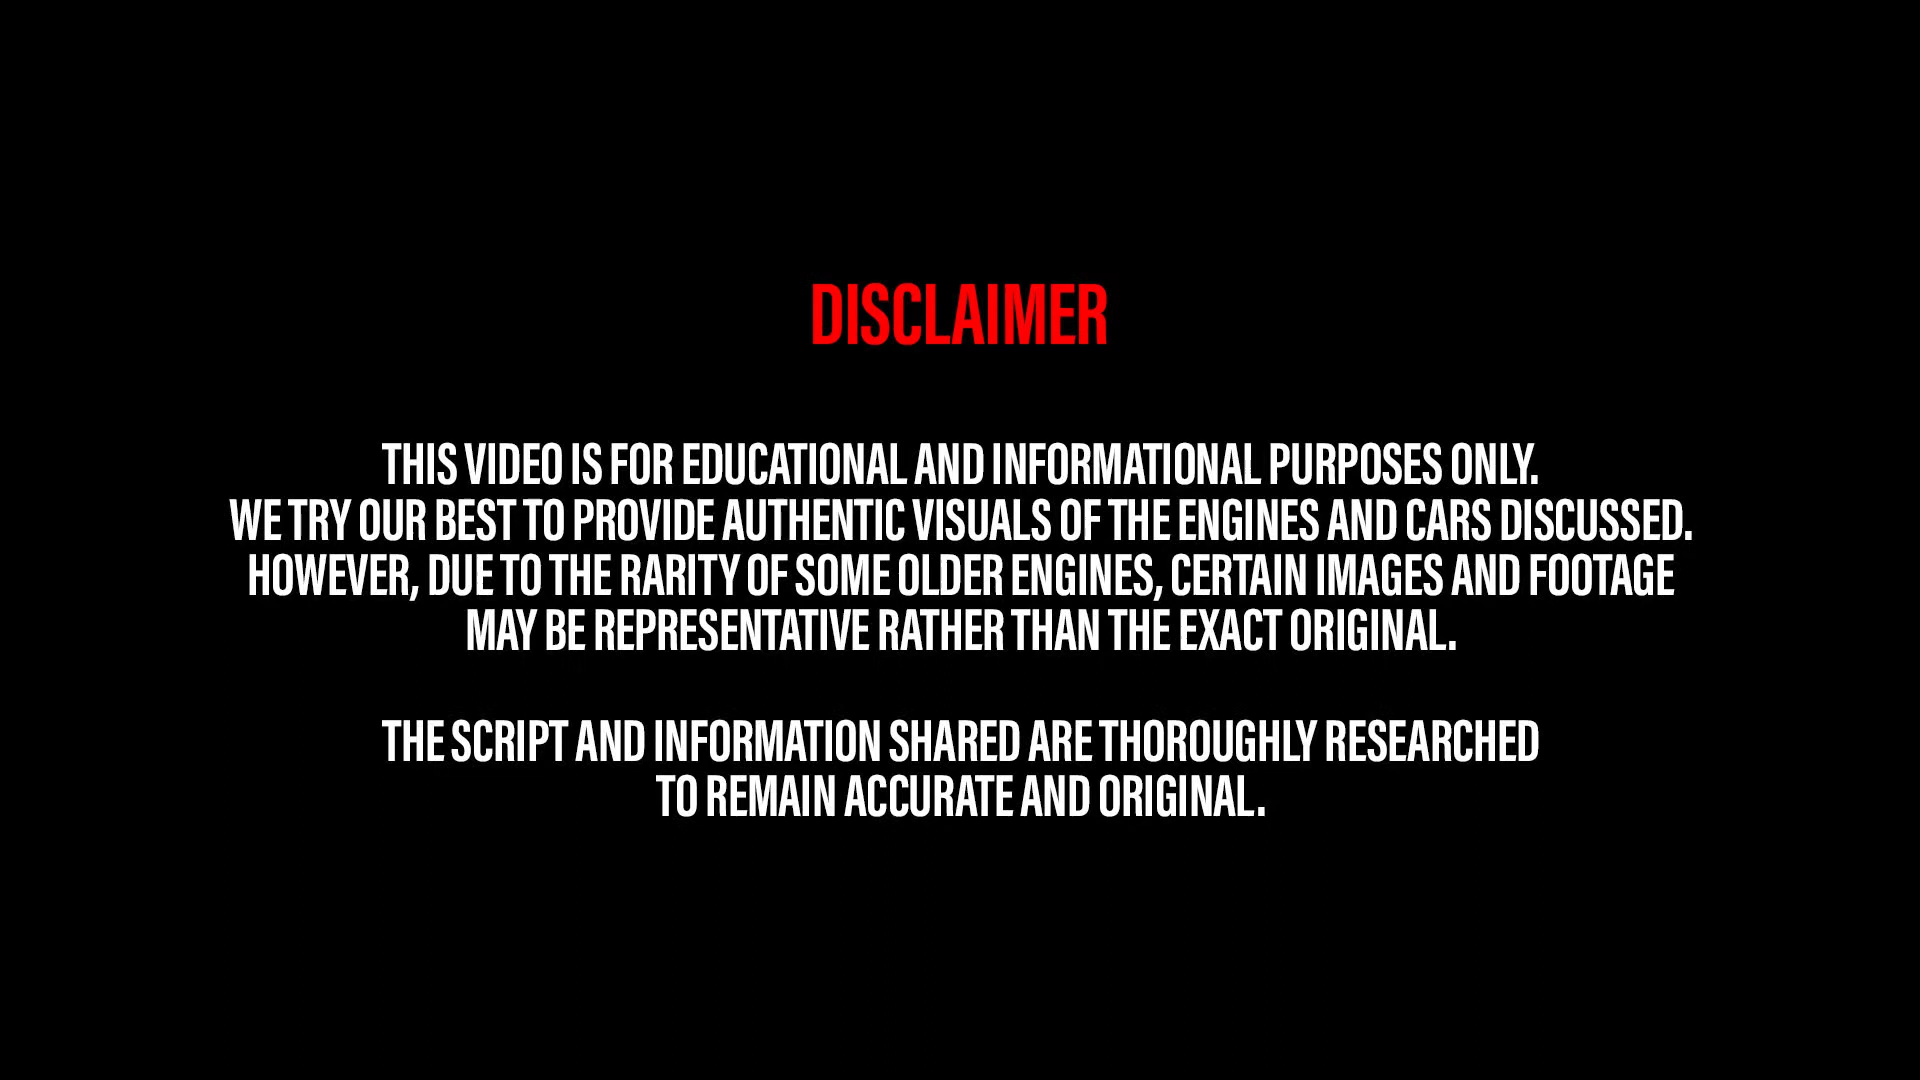 DISCLAIMER
THIS VIDEO IS FOR EDUCATIONAL AND INFORMATIONAL PURPOSES ONLY.
WE TRY OUR BEST TO PROVIDE AUTHENTIC VISUALS OF THE ENGINES AND CARS DISCUSSED.
HOWEVER, DUE TO THE RARITY OF SOME OLDER ENGINES, CERTAIN IMAGES AND FOOTAGE
MAY BE REPRESENTATIVE RATHER THAN THE EXACT ORIGINAL.
THE SCRIPT AND INFORMATION SHARED ARE THOROUGHLY RESEARCHED
TO REMAIN ACCURATE AND ORIGINAL.